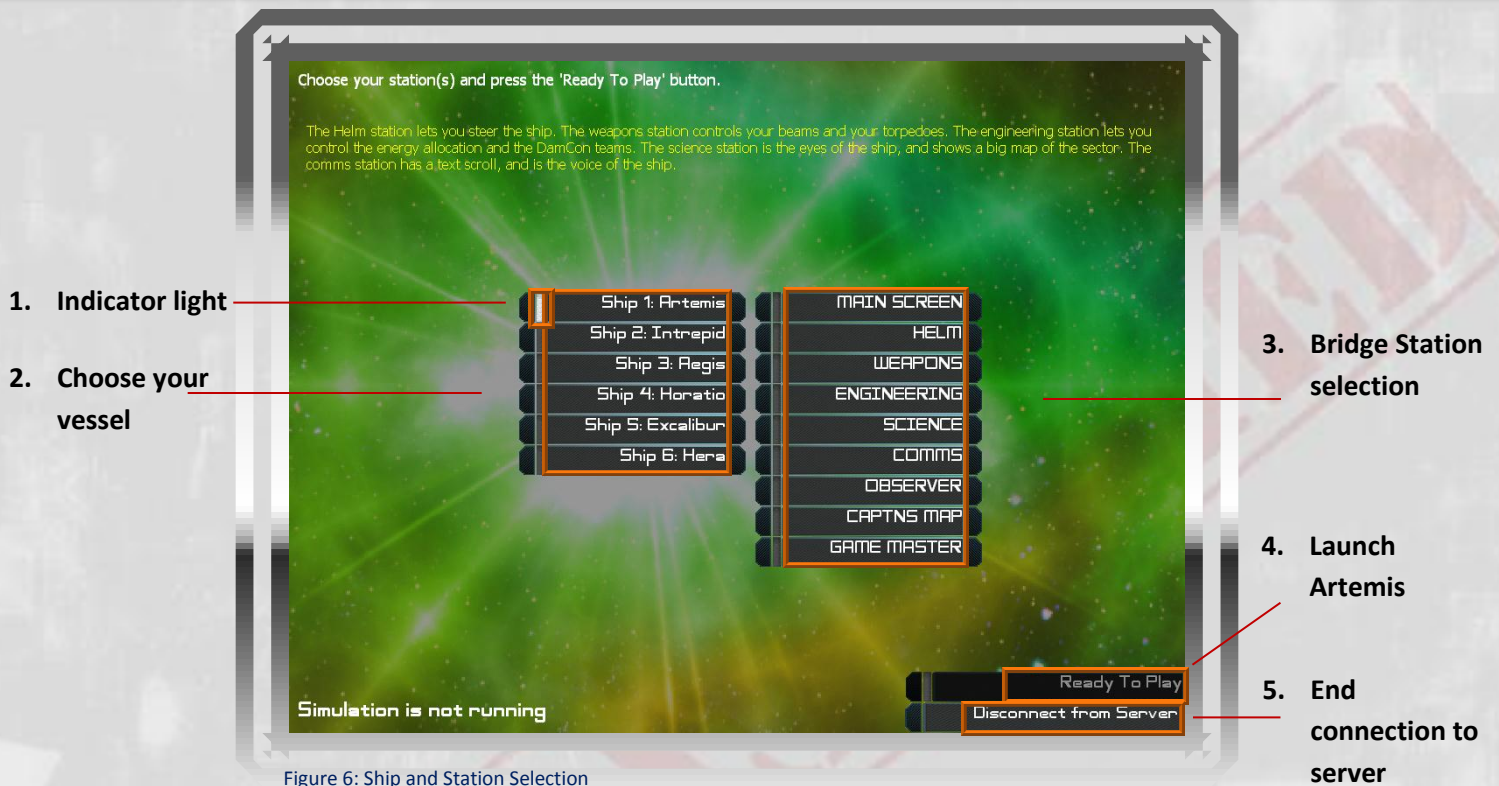 Choose your station(s) and press the 'Ready To Play' button.
The Helm station lets you steer the ship. The weapons station controls your beams and your torpedoes. The engineering station lets you
control the energy allocation and the DamCon teams. The science station is the eyes of the ship, and shows a big map of the sector. The
comms station has a text scroll, and is the voice of the ship.
1. Indicator light
2. Choose your
vessel
Ship 1: Artemis
Ship 2: Intrepid
Ship 3: Aegis
Ship 4: Horatio
Ship 5: Excalibur
Ship 6: Hera
MAIN SCREEN
HELM
WEAPONS
ENGINEERING
SCIENCE
COMMS
OBSERVER
CAPTNS MAP
GAME MASTER
3. Bridge Station
selection
4. Launch
Artemis
5. End
connection to
server
Ready To Play
Disconnect from Server
Simulation is not running
Figure 6: Ship and Station Selection